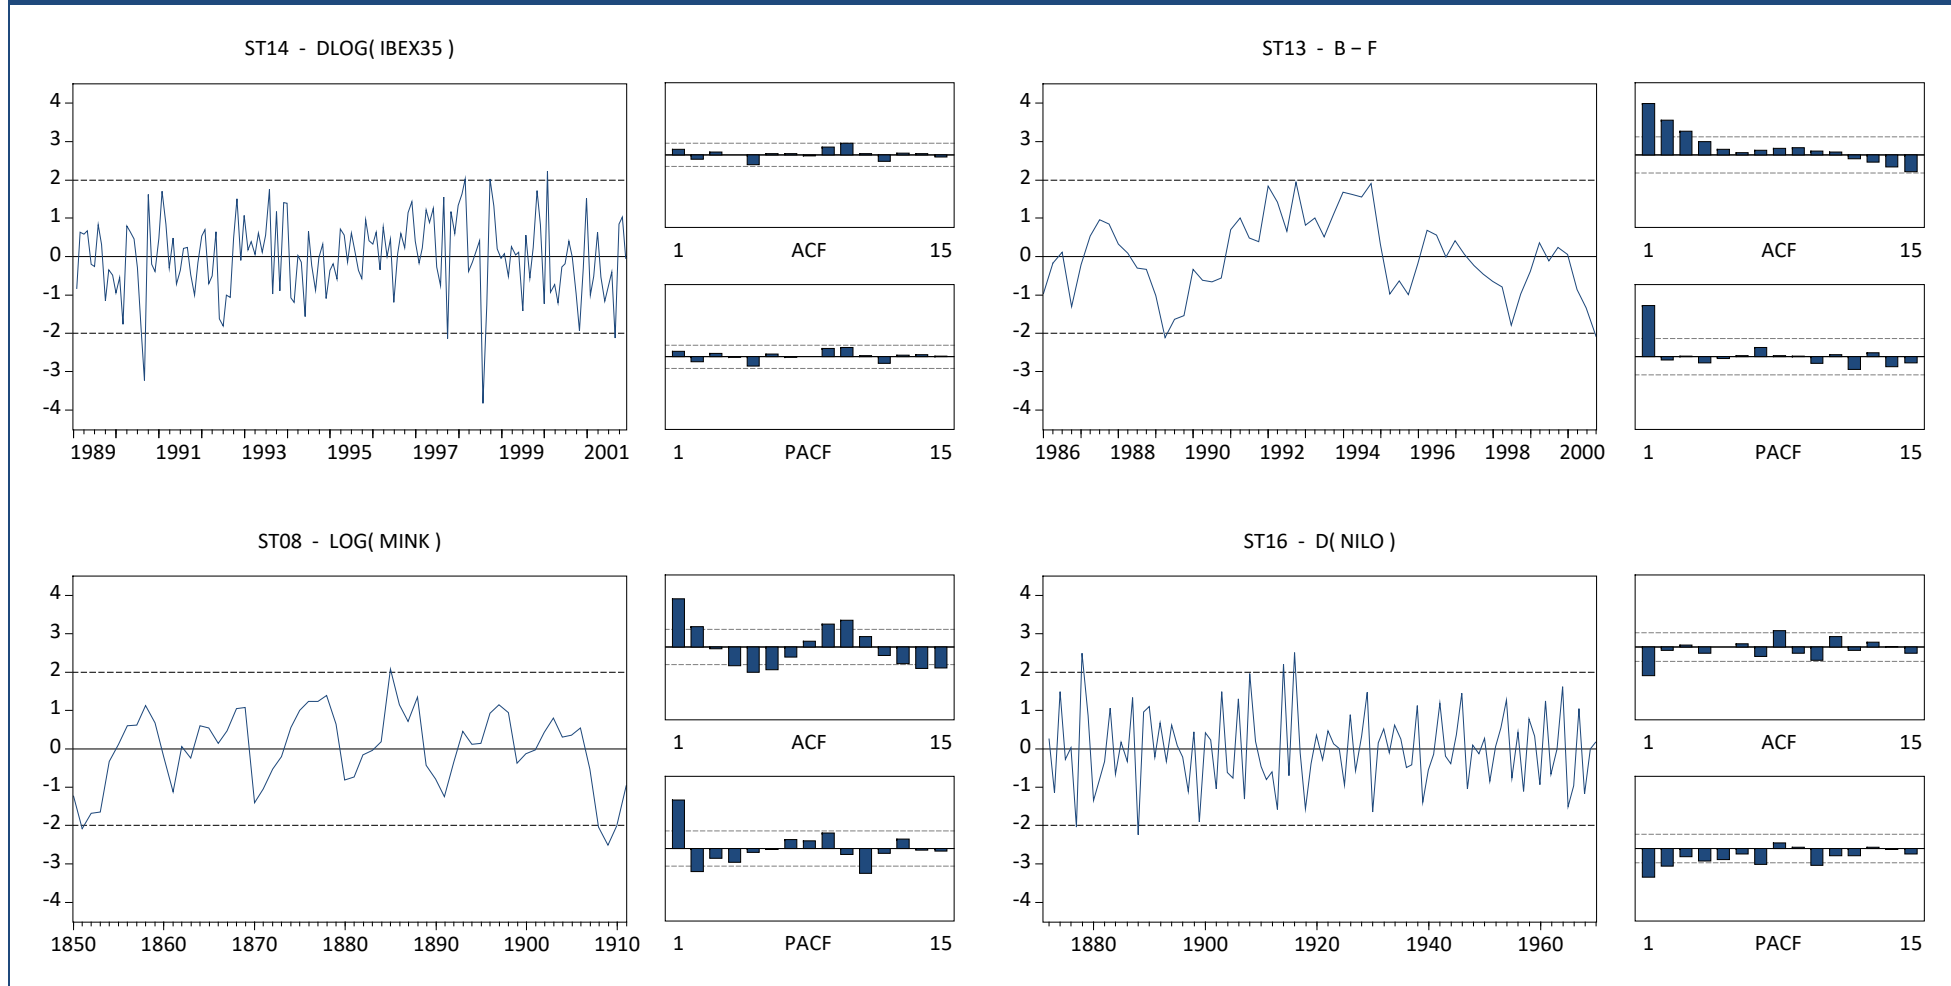 ST14 - DLOG( IBEX35 )
4
3
2
1
0
-1
-2
-3
-4
1989 1991 1993 1995 1997 1999 2001
1 ACF 15
1 PACF 15
ST13 - B – F
4
3
2
1
0
-1
-2
-3
-4
1986 1988 1990 1992 1994 1996 1998 2000
1 ACF 15
1 PACF 15
ST08 - LOG( MINK )
4
3
2
1
0
-1
-2
-3
-4
1850 1860 1870 1880 1890 1900 1910
1 ACF 15
1 PACF 15
ST16 - D( NILO )
4
3
2
1
0
-1
-2
-3
-4
1880 1900 1920 1940 1960
1 ACF 15
1 PACF 15